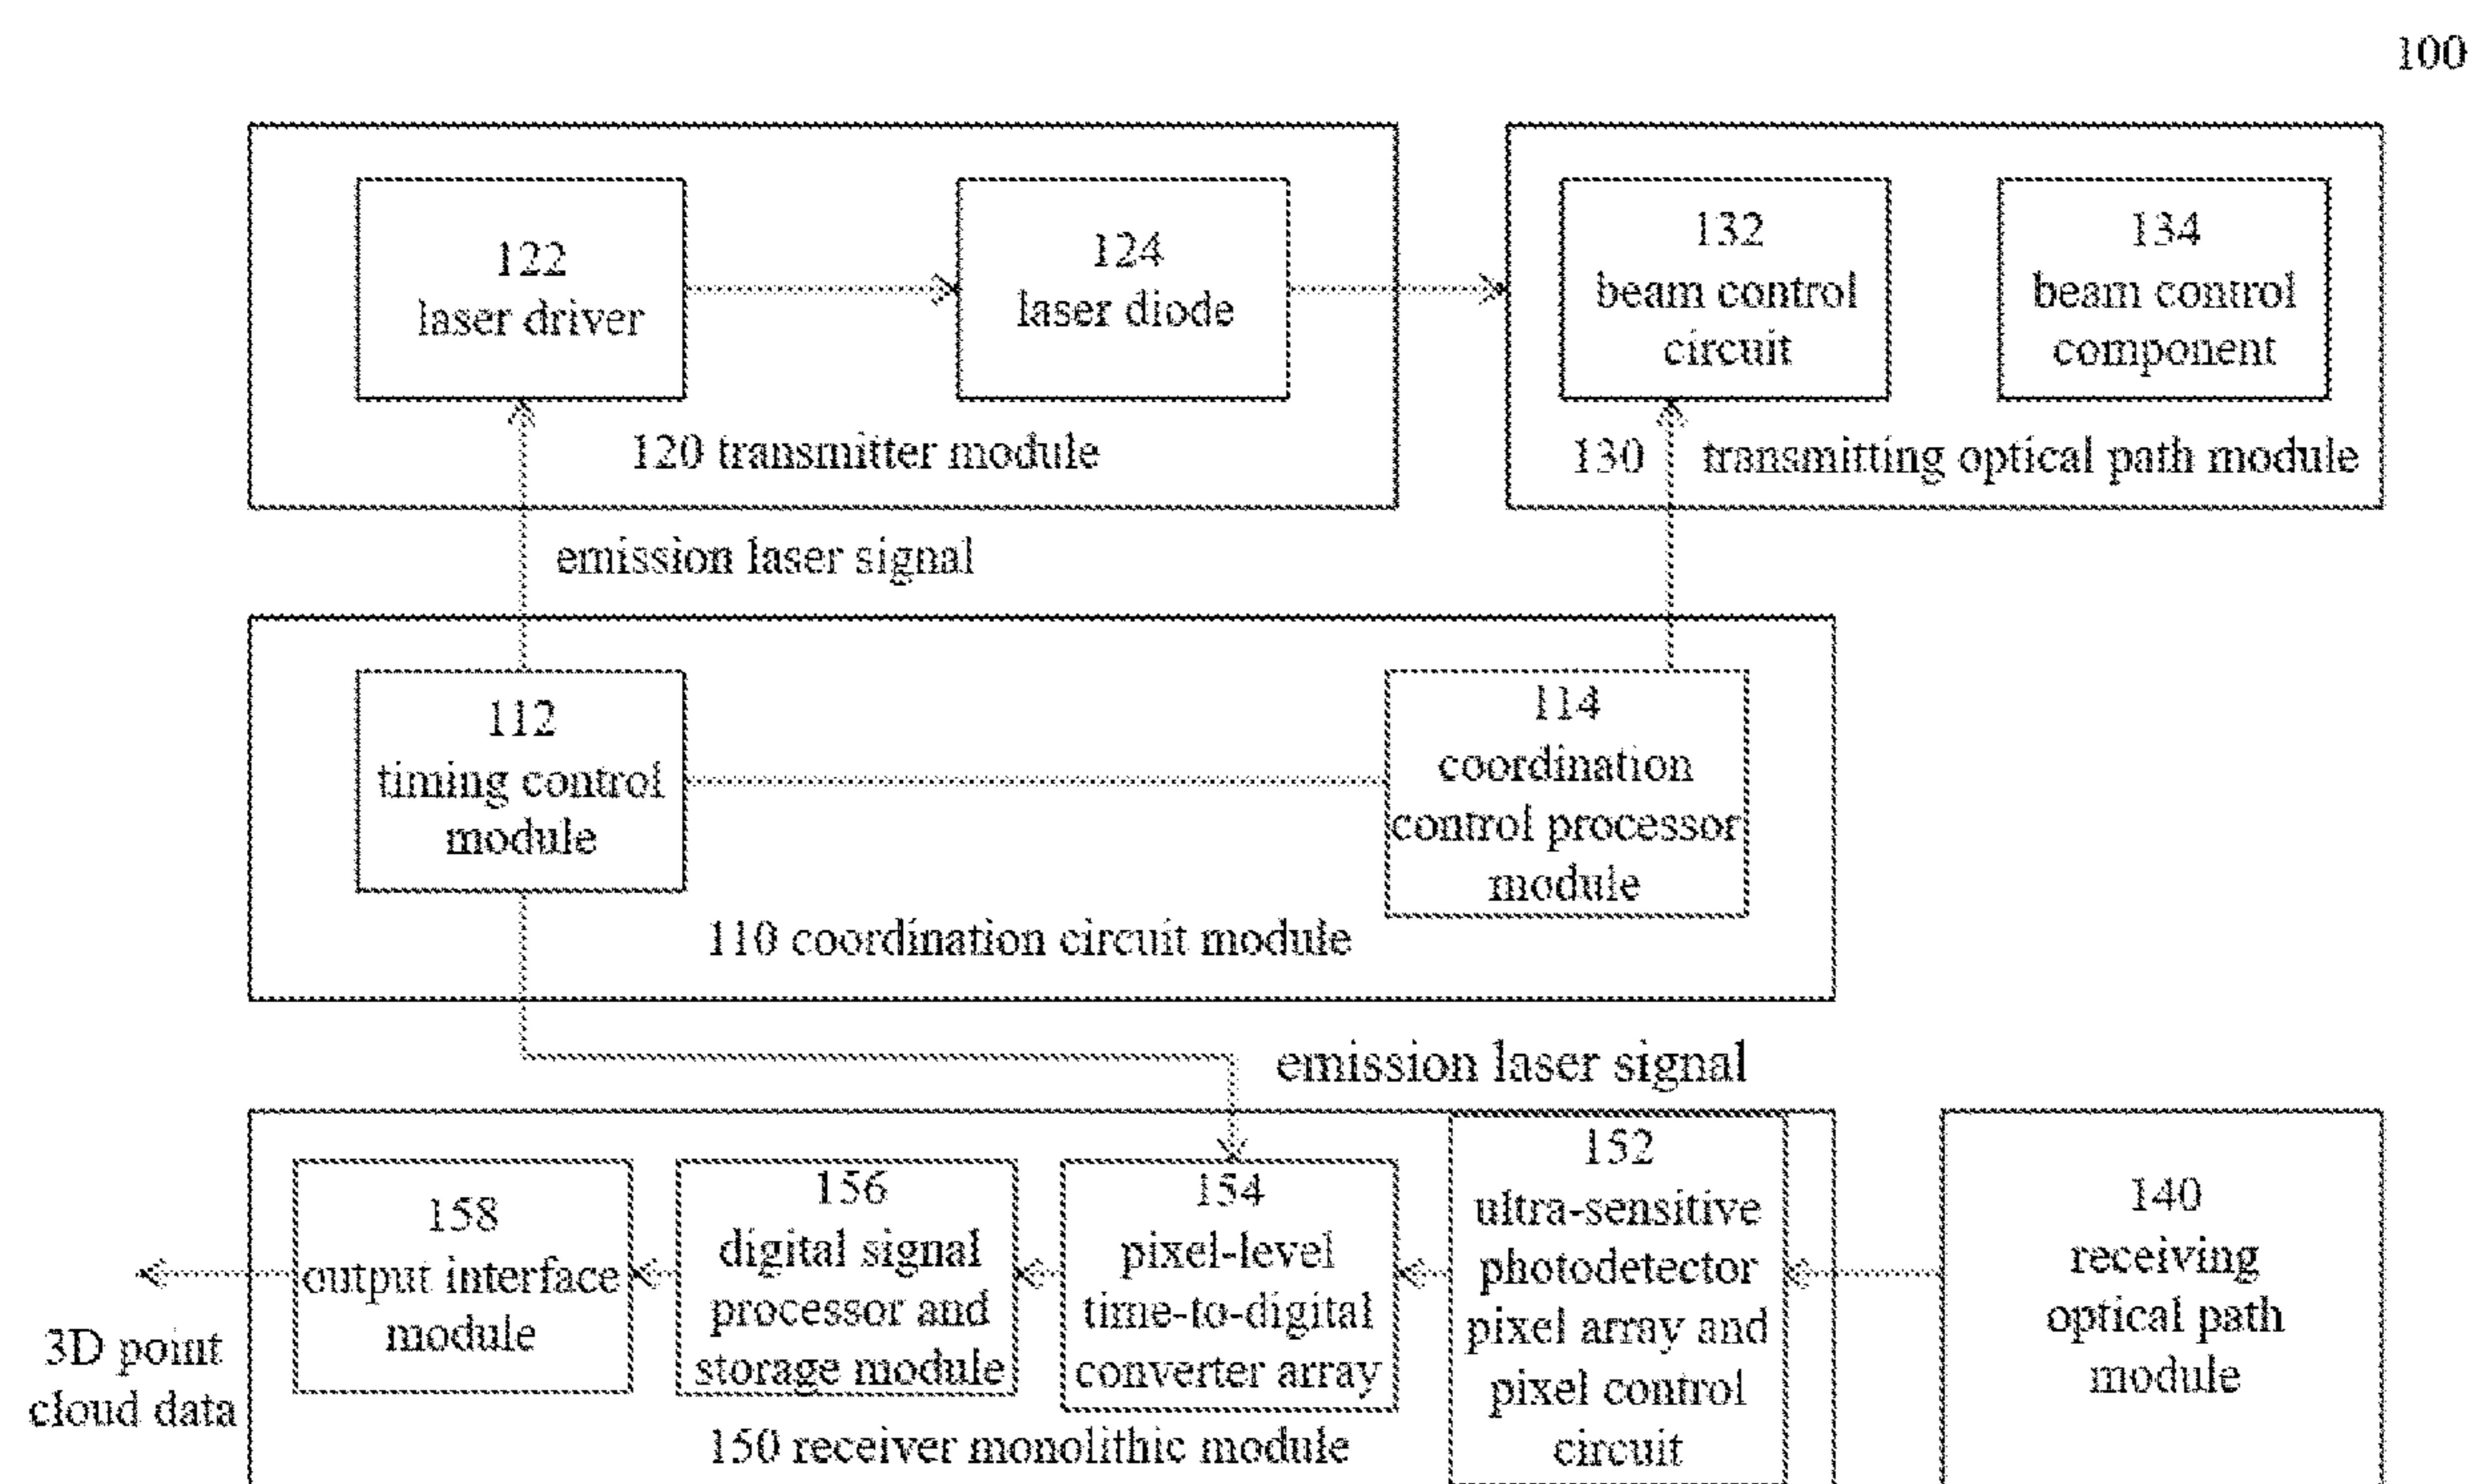 100
122
laser driver
124
laser diode
120 transmitter module
132
beam control
circuit
134
beam control
component
130 transmitting optical path module
emission laser signal
112
timing control
module
114
coordination
control processor
module
110 coordination circuit module
emission laser signal
158
output interface
module
156
digital signal
processor and
storage module
154
pixel-level
time-to-digital
converter array
152
ultra-sensitive
photodetector
pixel array and
pixel control
circuit
140
receiving
optical path
module
3D point
cloud data
150 receiver monolithic module